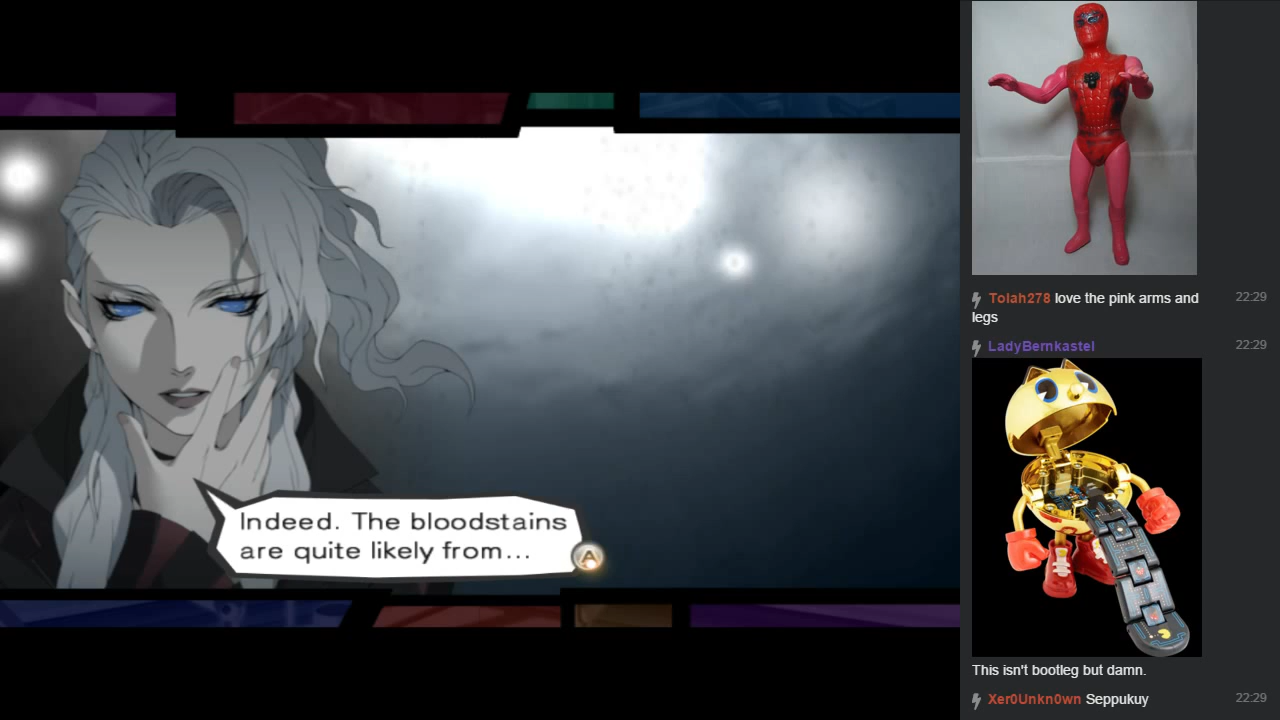 Indeed. The bloodstains
are quite likely from...
A
Tolah278 love the pink arms and 22:29
legs
LadyBernkastel 22:29
This isn't bootleg but damn.
Xer0Unkn0wn Seppukuy 22:29